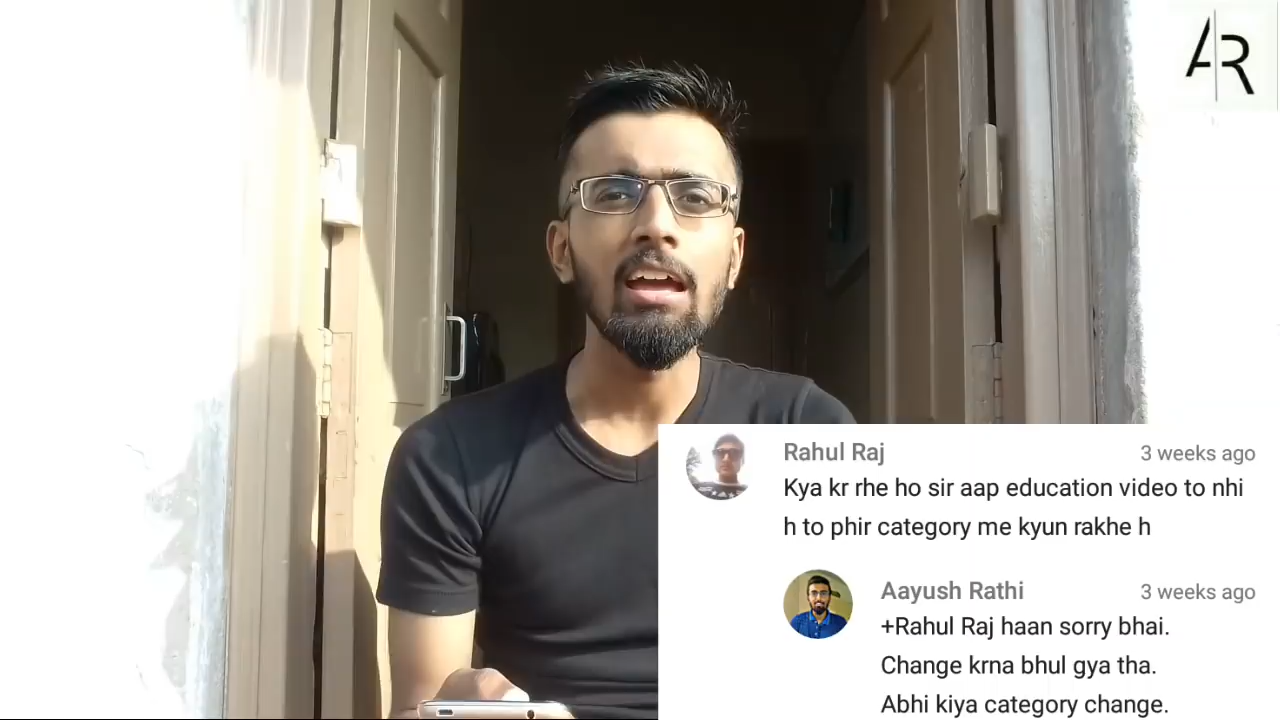 AR
Rahul Raj 3 weeks ago
Kya kr rhe ho sir aap education video to nhi
h to phir category me kyun rakhe h
Aayush Rathi 3 weeks ago
+Rahul Raj haan sorry bhai.
Change krna bhul gya tha.
Abhi kiya category change.